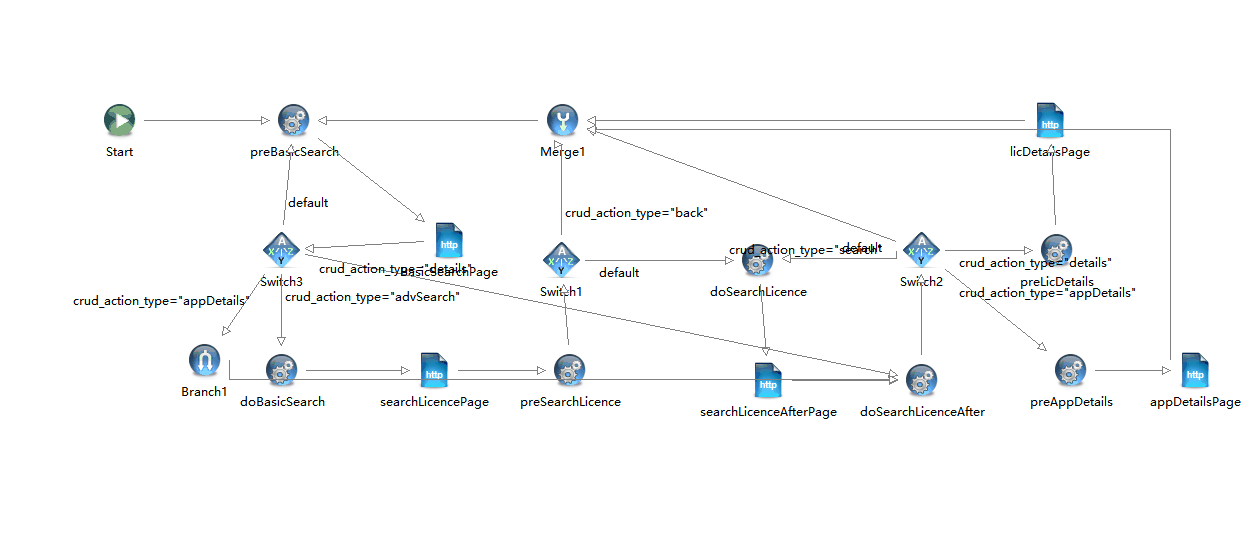 Start
preBasicSearch
Merge1
http
licDetailsPage
default
crud_action_type="back"
http
BasicSearchPage
crud_action_type="search"
default
crud_action_type="details"
Switch3
crud_action_type="advSearch"
crud_action_type="appDetails"
Switch1
default
doSearchLicence
Switch2
crud_action_type="details"
preLicDetails
crud_action_type="appDetails"
Branch1
doBasicSearch
http
searchLicencePage
preSearchLicence
http
searchLicenceAfterPage
doSearchLicenceAfter
preAppDetails
http
appDetailsPage